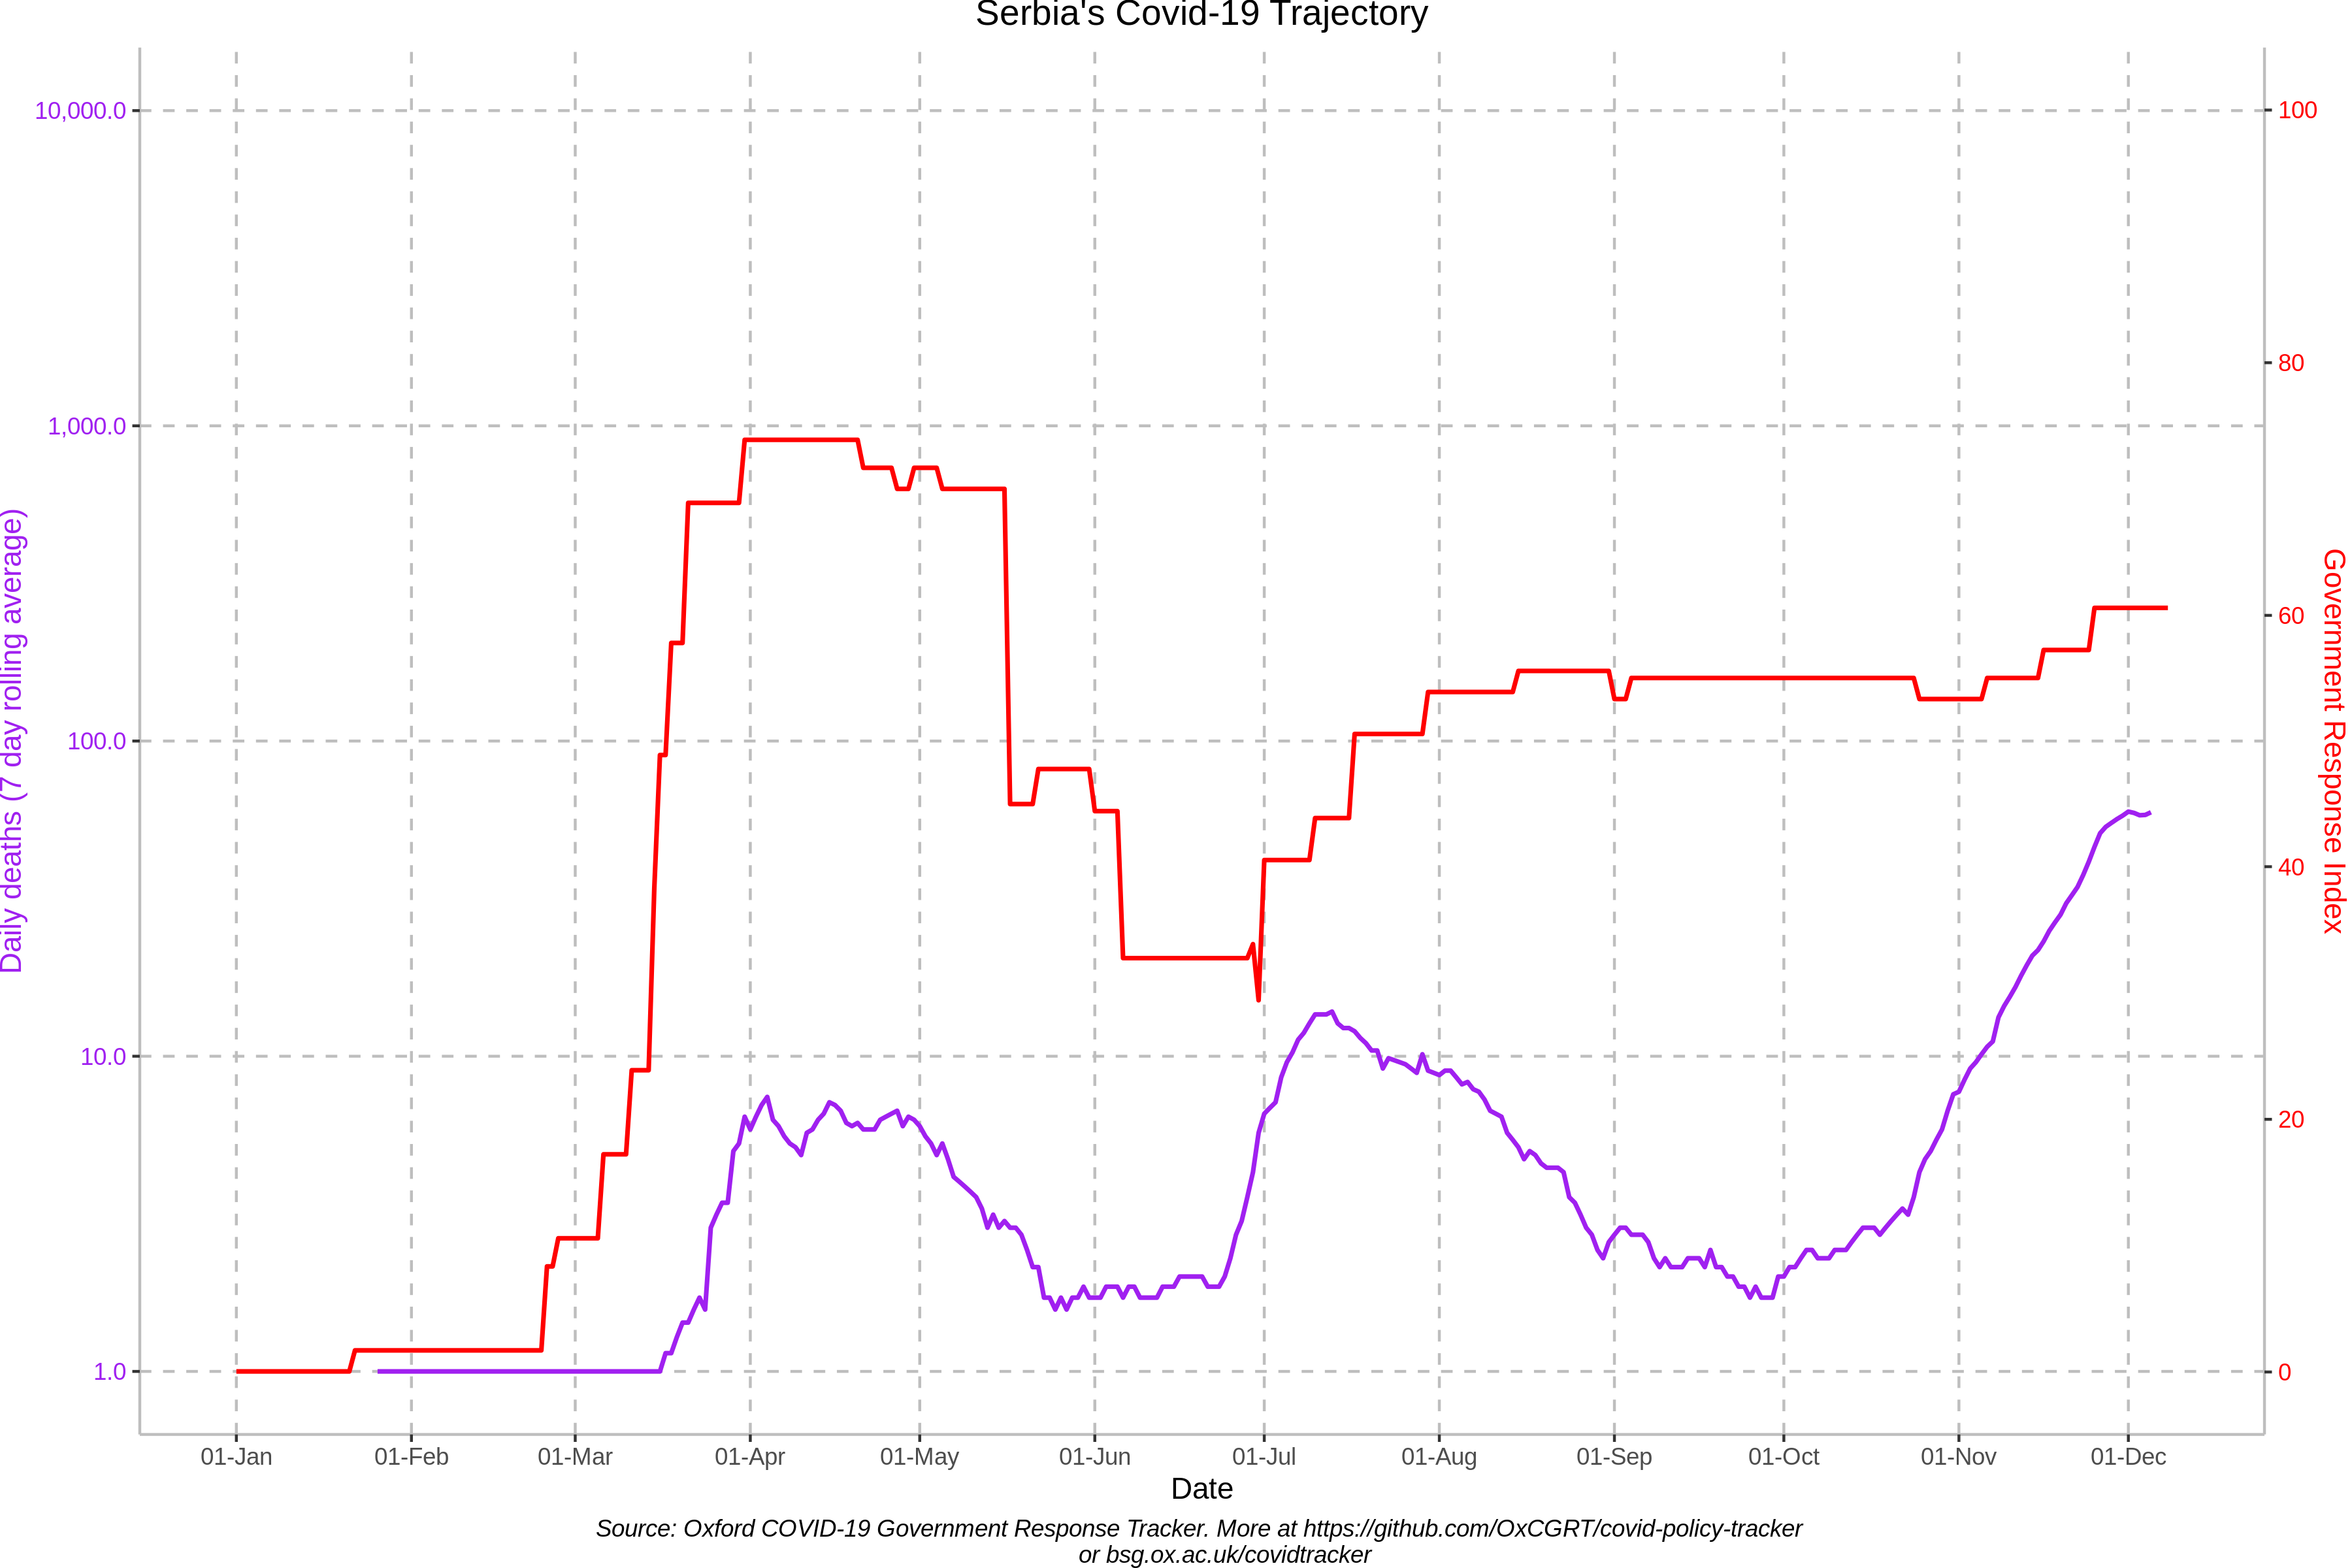 Serbia's Covid-19 Trajectory
10,000.0
1,000.0
100.0
10.0
1.0
Daily deaths (7 day rolling average)
100
80
60
40
20
0
Government Response Index
01-Jan
01-Feb
01-Mar
01-Apr
01-May
01-Jun
01-Jul
01-Aug
01-Sep
01-Oct
01-Nov
01-Dec
Date
Source: Oxford COVID-19 Government Response Tracker. More at https://github.com/OxCGRT/covid-policy-tracker
or bsg.ox.ac.uk/covidtracker